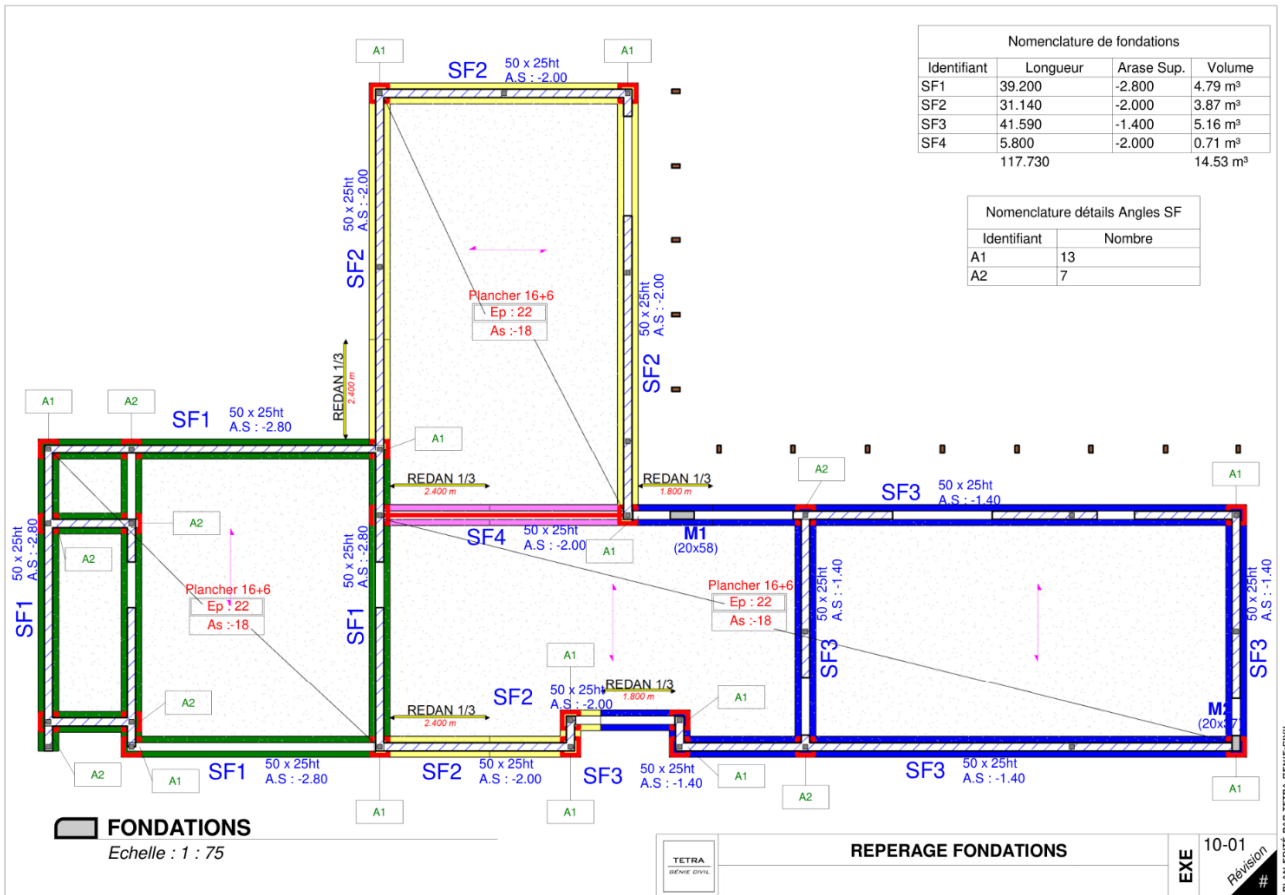 A1
A1
SF2
50 x 25ht
A.S : -2.00
Nomenclature de fondations
Identifiant Longueur Arase Sup. Volume
SF1 39.200 -2.800 4.79 m³
SF2 31.140 -2.000 3.87 m³
SF3 41.590 -1.400 5.16 m³
SF4 5.800 -2.000 0.71 m³
117.730 14.53 m³
Nomenclature détails Angles SF
Identifiant Nombre
A1 13
A2 7
50 x 25ht
A.S : -2.00
SF2
Plancher 16+6
Ep : 22
As :-18
50 x 25ht
A.S : -2.00
SF2
REDAN 1/3
2.400 m
A1
A2
SF1
50 x 25ht
A.S : -2.80
A1
REDAN 1/3
2.400 m
REDAN 1/3
1.800 m
A2
SF3
50 x 25ht
A.S : -1.40
A1
50 x 25ht
A.S : -2.80
SF1
A2
A2
50 x 25ht
A.S : -2.80
SF1
SF4
50 x 25ht
A.S : -2.00
A1
M1
(20x58)
Plancher 16+6
Ep : 22
As :-18
Plancher 16+6
Ep : 22
As :-18
50 x 25ht
A.S : -1.40
SF3
50 x 25ht
A.S : -1.40
SF3
A1
REDAN 1/3
1.800 m
SF2
50 x 25ht
A.S : -2.00
A1
REDAN 1/3
2.400 m
A2
M2
A2
A1
SF1
50 x 25ht
A.S : -2.80
SF2
50 x 25ht
A.S : -2.00
SF3
50 x 25ht
A.S : -1.40
A1
SF3
50 x 25ht
A.S : -1.40
A1
A1
A1
A2
FONDATIONS
Echelle : 1 : 75
TETRA
GÉNIE CIVIL
REPERAGE FONDATIONS
EXE
10-01
Révision
#